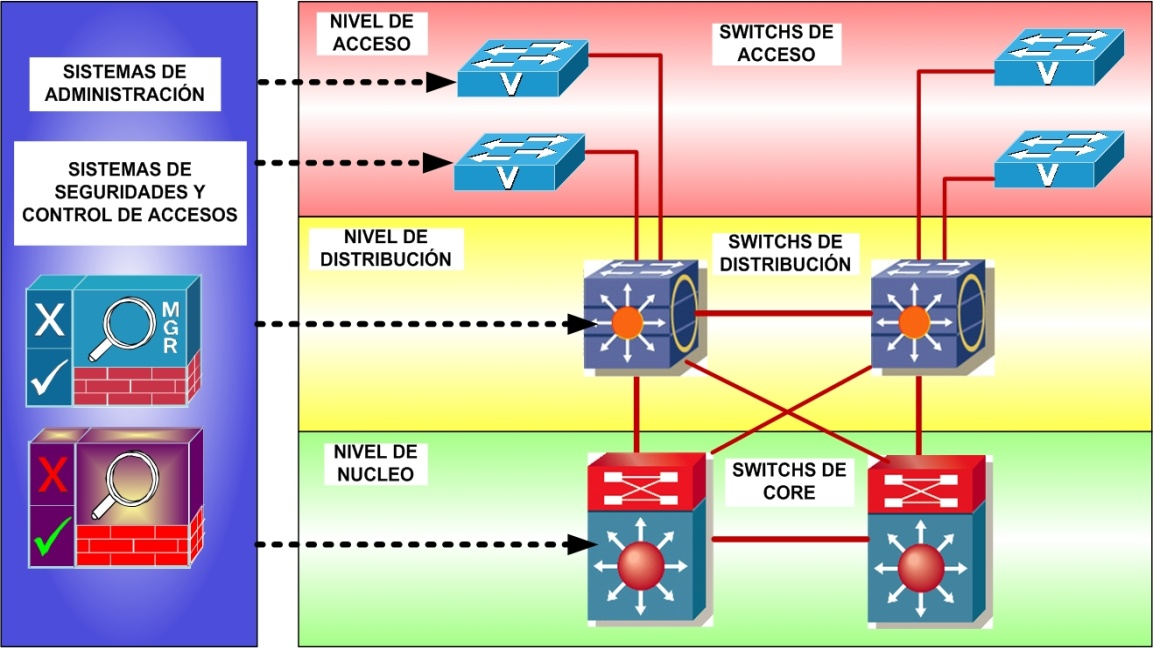 SISTEMAS DE
ADMINISTRACIÓN
SISTEMAS DE
SEGURIDADES Y
CONTROL DE ACCESOS
X
MGR
X
NIVEL DE
ACCESO
SWITCHS DE
ACCESO
V
V
V
V
NIVEL DE
DISTRIBUCIÓN
SWITCHS DE
DISTRIBUCIÓN
NIVEL DE
NUCLEO
SWITCHS DE
CORE